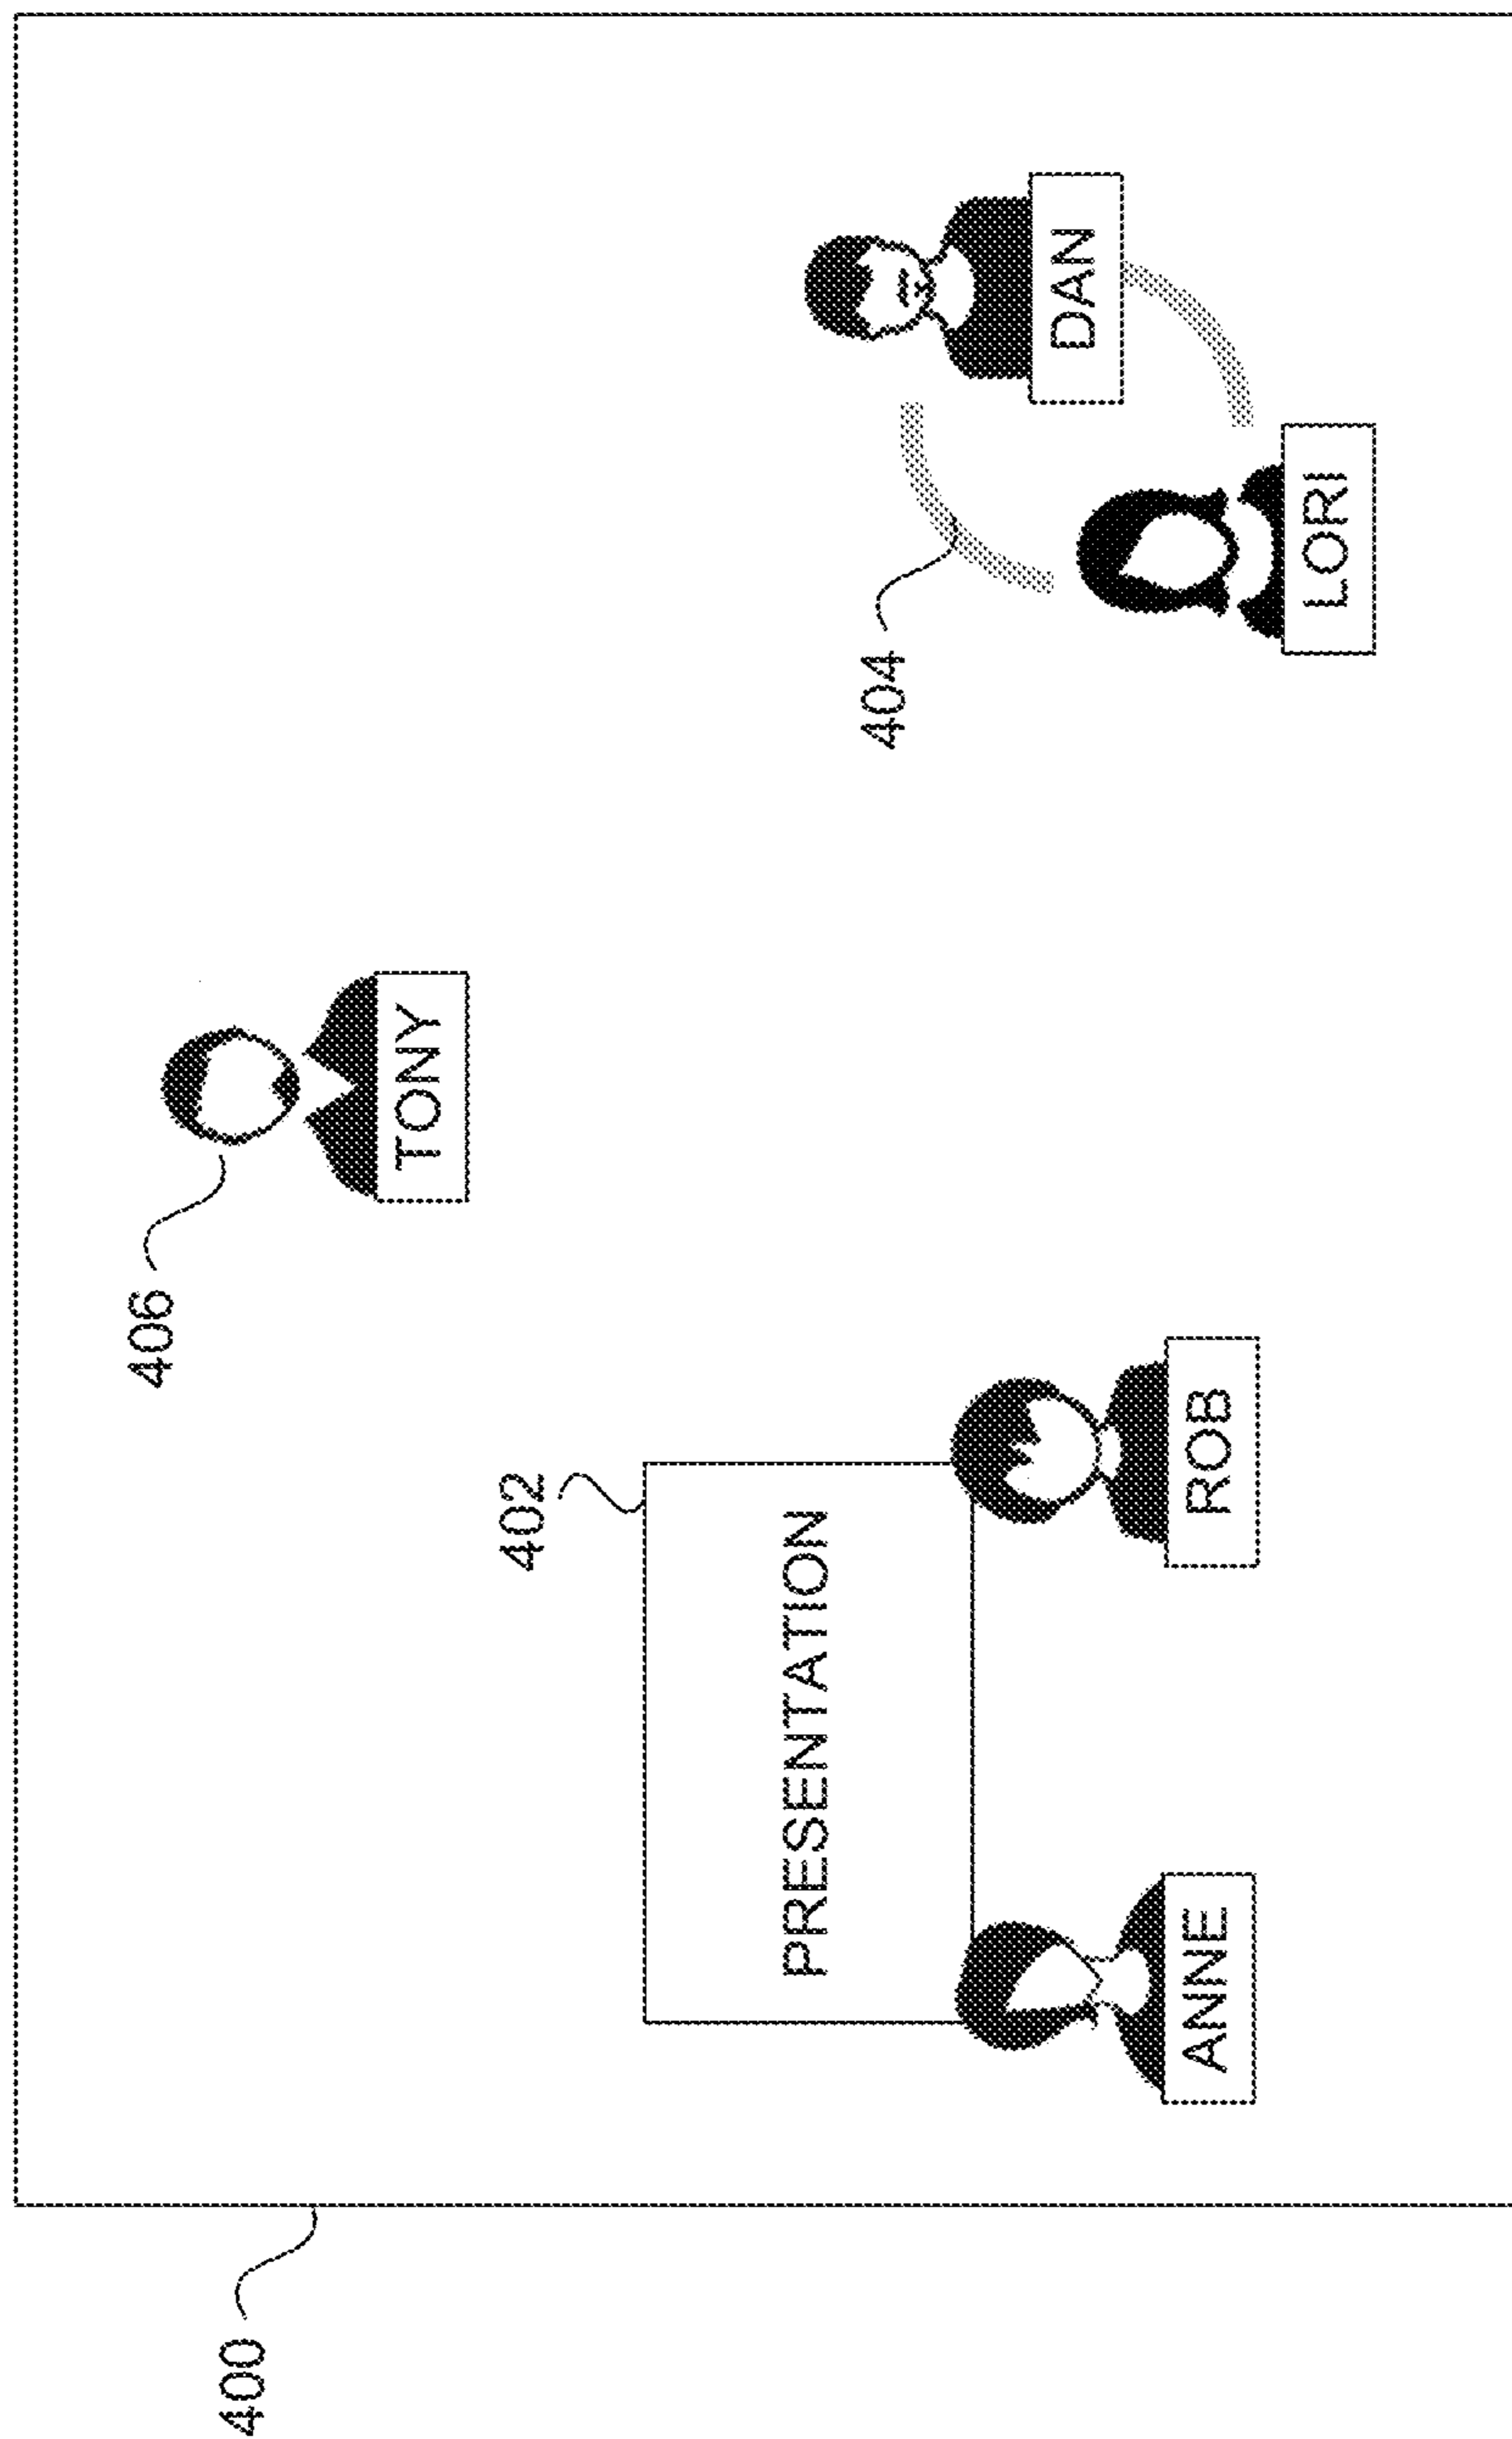 400
406
TONY
402
PRESENTATION
ANNE
ROB
404
DAN
LORI